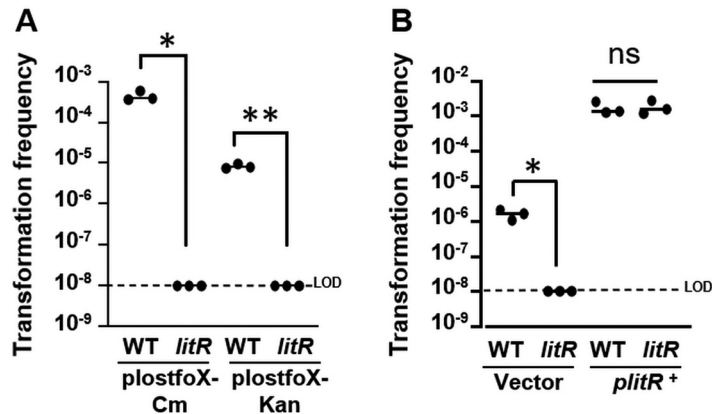 A
Transformation frequency
10-3
10-4
10-5
10-6
10-7
10-8
10-9
*
**
LOD
WT litR WT litR
plostfoX-
Cm
plostfoX-
Kan
B
Transformation frequency
10-2
10-3
10-4
10-5
10-6
10-7
10-8
10-9
*
ns
LOD
WT litR WT litR
Vector plitR+